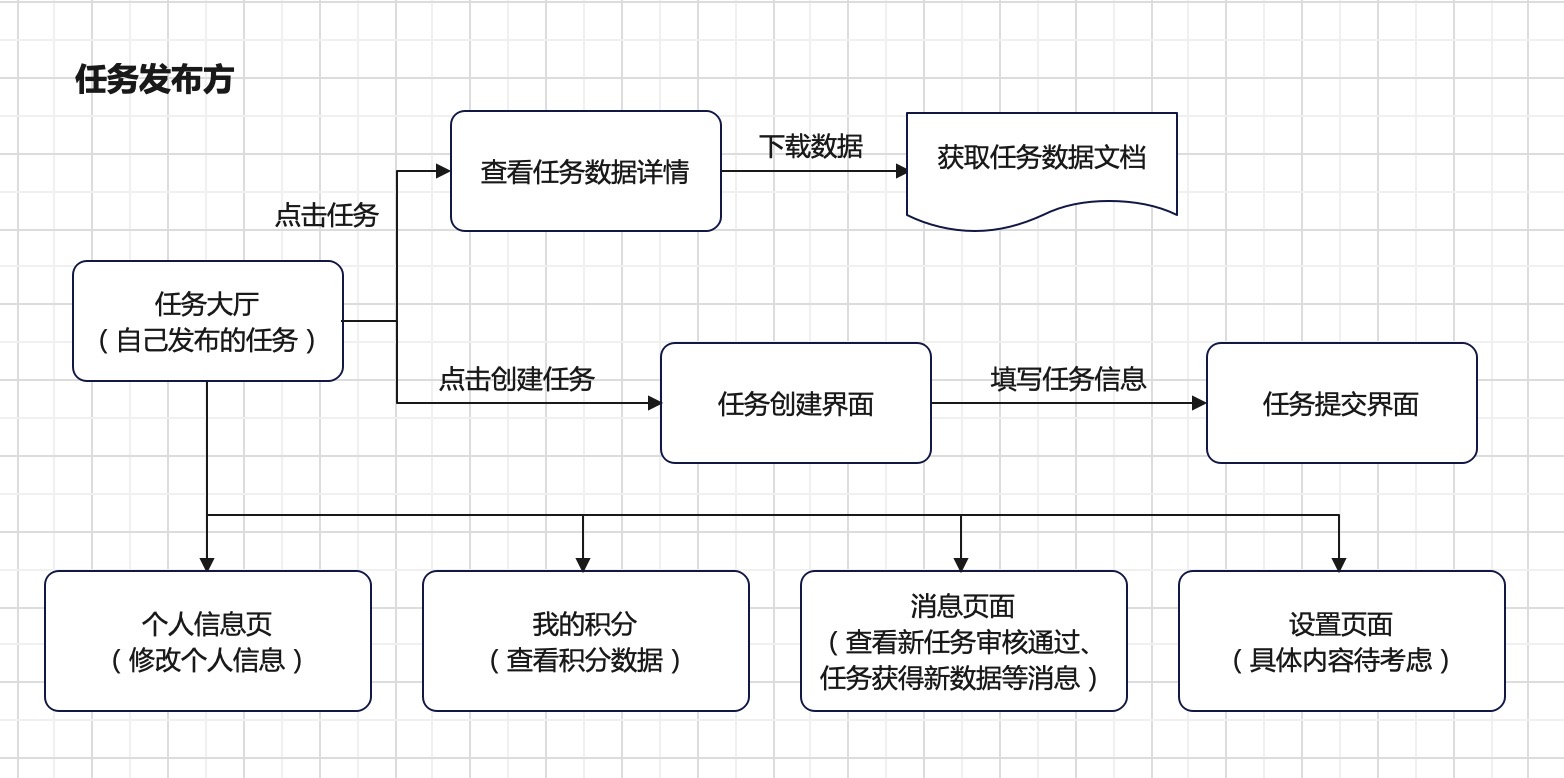 任务发布方
查看任务数据详情
下载数据
获取任务数据文档
点击任务
任务大厅
（自己发布的任务）
点击创建任务
任务创建界面
填写任务信息
任务提交界面
个人信息页
（修改个人信息）
我的积分
（查看积分数据）
消息页面
（查看新任务审核通过、
任务获得新数据等消息）
设置页面
（具体内容待考虑）